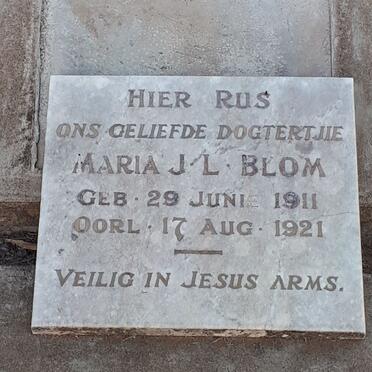 HIER RUS
ONS GELIEFDE DOGTERTJIE
MARIA J. L. BLOM
GEB. 29 JUNIE 1911
OORL. 17 AUG. 1921
VEILIG IN JESUS ARMS.